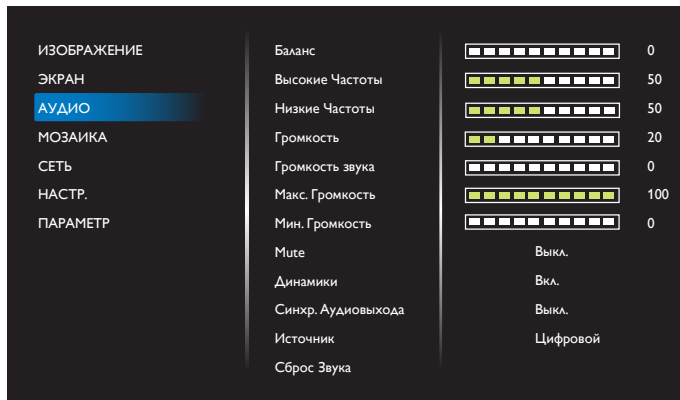 ИЗОБРАЖЕНИЕ
ЭКРАН
АУДИО
МОЗАИКА
СЕТЬ
НАСТР.
ПАРАМЕТР
Баланс 0
Высокие Частоты 50
Низкие Частоты 50
Громкость 20
Громкость звука 0
Макс. Громкость 100
Мин. Громкость 0
Mute Выкл.
Динамики Вкл.
Синхр. Аудиовыхода Выкл.
Источник Цифровой
Сброс Звука